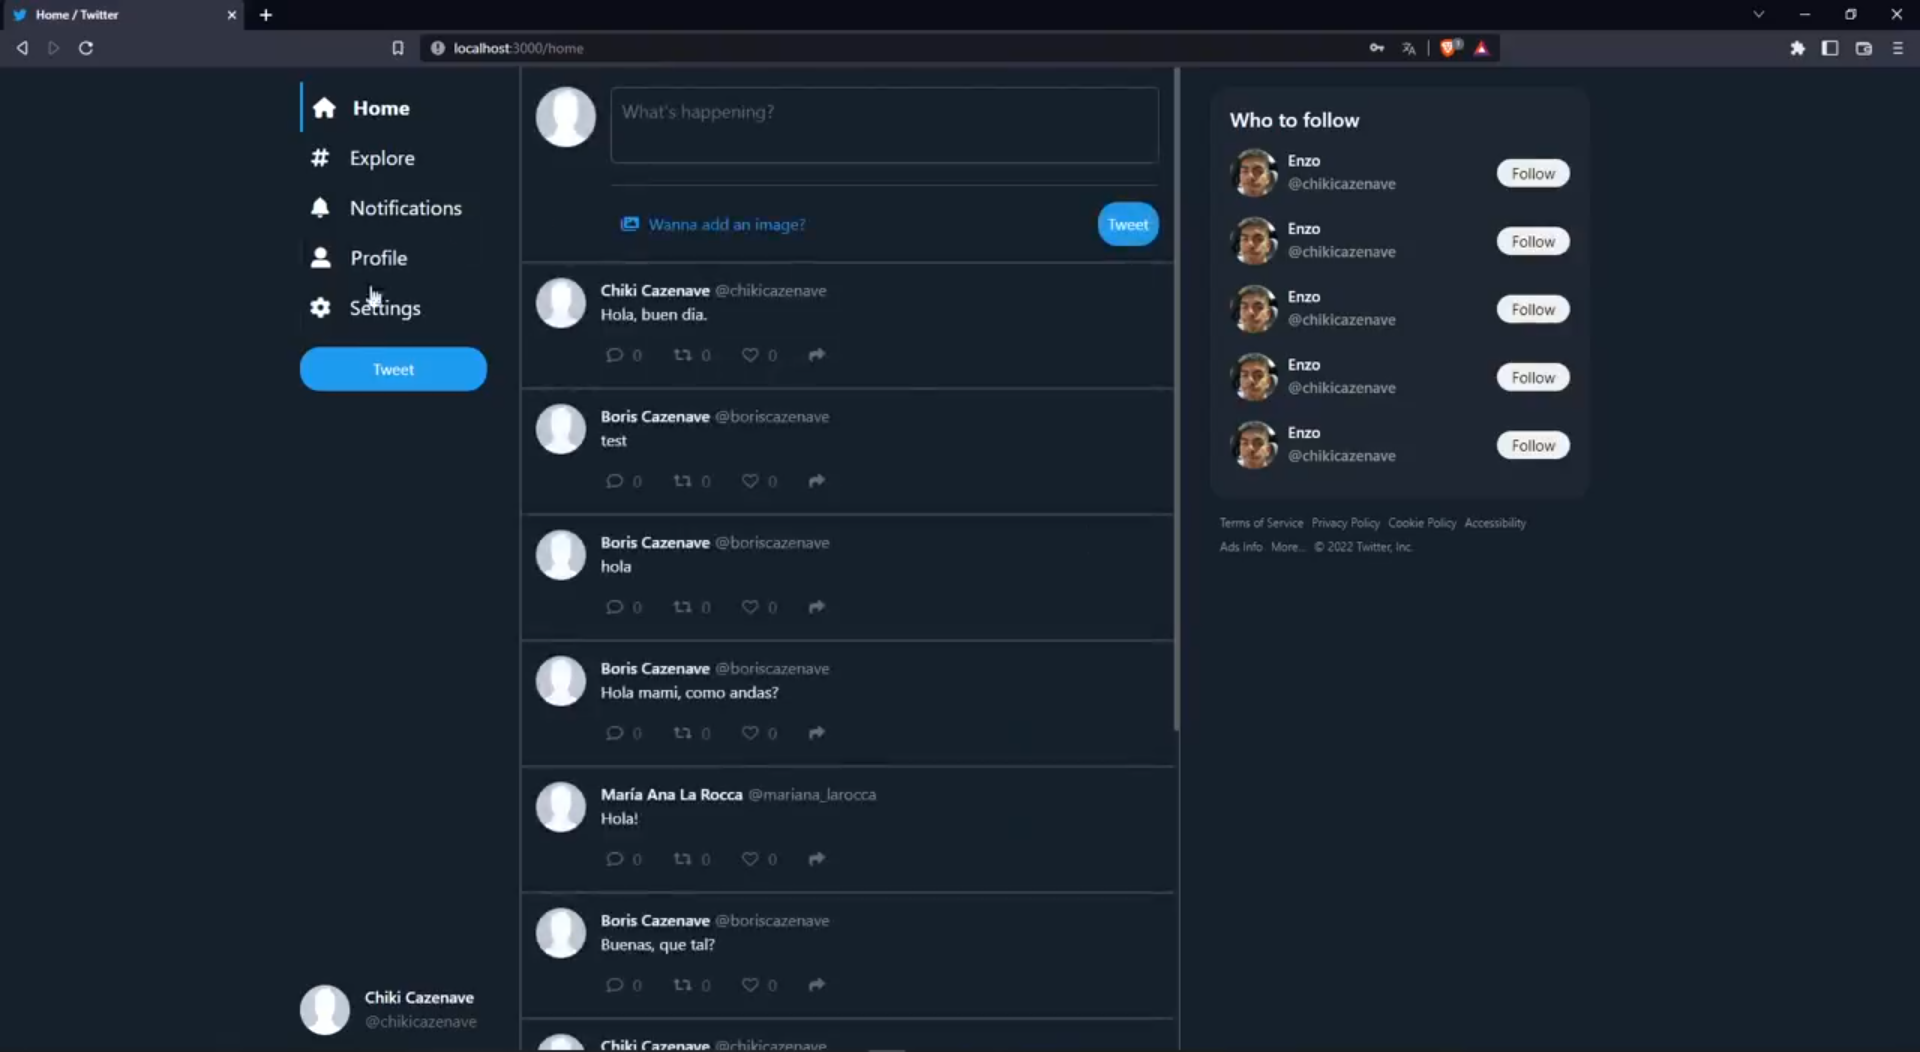 Home / Twitter
localhost:3000/home
Home
Explore
Notifications
Profile
Settings
Tweet
Chiki Cazenave
@chikicazenave
What's happening?
Wanna add an image?
Tweet
Chiki Cazenave @chikicazenave
Hola, buen dia.
0 0 0
Boris Cazenave @boriscazenave
test
0 0 0
Boris Cazenave @boriscazenave
hola
0 0 0
Boris Cazenave @boriscazenave
Hola mami, como andas?
0 0 0
María Ana La Rocca @mariana_larocca
Hola!
0 0 0
Boris Cazenave @boriscazenave
Buenas, que tal?
0 0 0
Chiki Cazenave @chikicazenave
Who to follow
Enzo
@chikicazenave
Follow
Enzo
@chikicazenave
Follow
Enzo
@chikicazenave
Follow
Enzo
@chikicazenave
Follow
Enzo
@chikicazenave
Follow
Terms of Service Privacy Policy Cookie Policy Accessibility
Ads Info More... © 2022 Twitter, Inc.